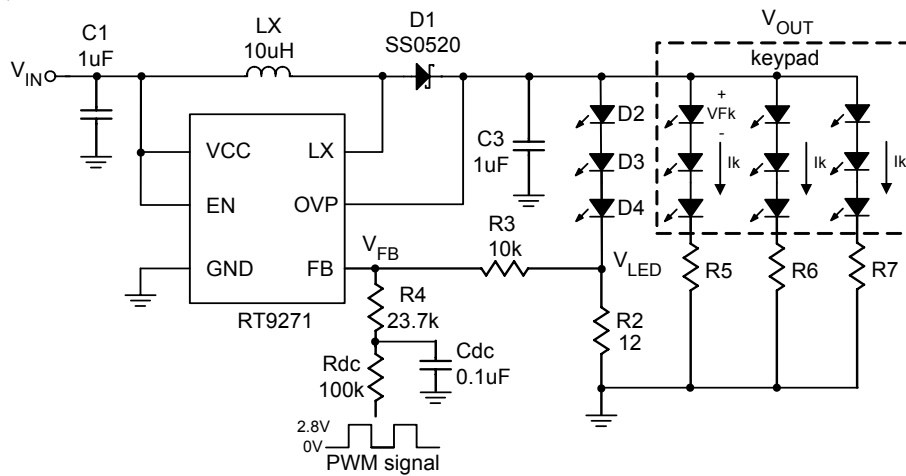 C1
1uF
LX
10uH
D1
SS0520
V_OUT
keypad
V_IN
VCC
LX
EN
OVP
GND
FB
RT9271
C3
1uF
D2
D3
D4
+
VFk
-
Ik
Ik
Ik
V_FB
R3
10k
V_LED
R5
R6
R7
R4
23.7k
R2
12
Rdc
100k
Cdc
0.1uF
2.8V
0V
PWM signal